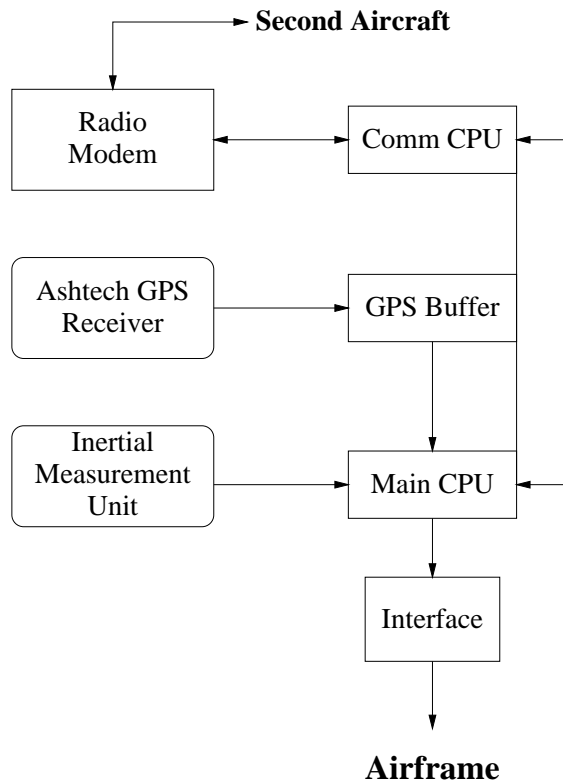 Second Aircraft
Radio
Modem
Comm CPU
Ashtech GPS
Receiver
GPS Buffer
Inertial
Measurement
Unit
Main CPU
Interface
Airframe